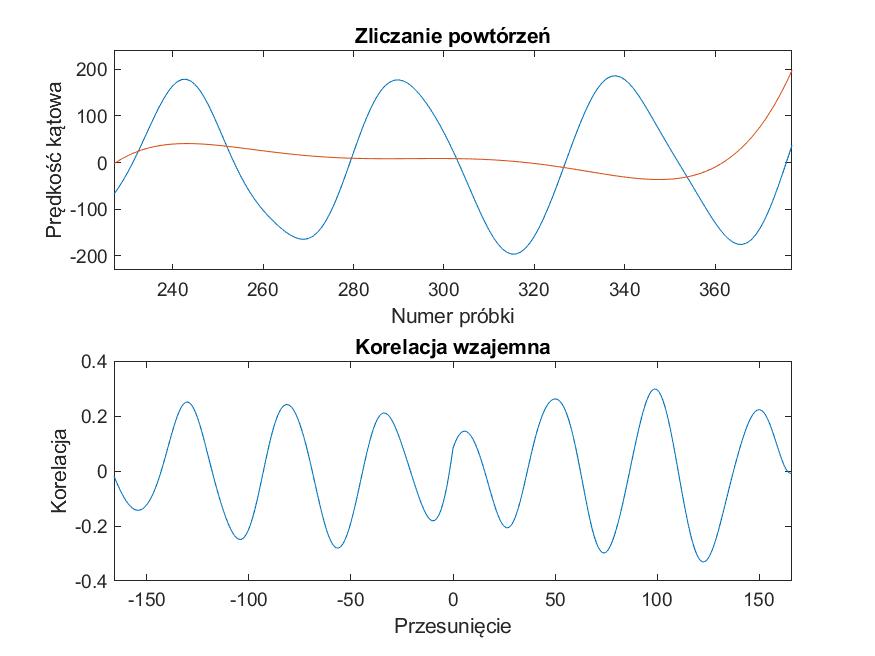 Zliczanie powtórzeń
200
100
0
-100
-200
Prędkość kątowa
240 260 280 300 320 340 360
Numer próbki
Korelacja wzajemna
0.4
0.2
0
-0.2
-0.4
Korelacja
-150 -100 -50 0 50 100 150
Przesunięcie